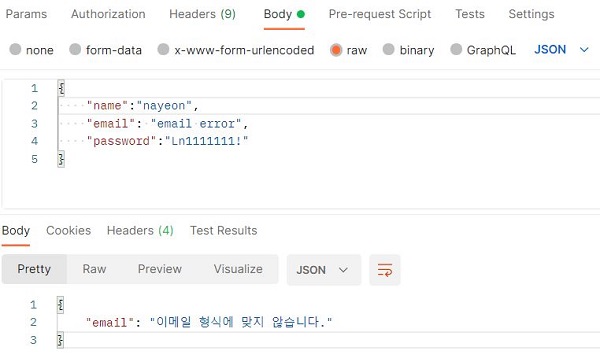 Params Authorization Headers (9) Body Pre-request Script Tests Settings
none form-data x-www-form-urlencoded raw binary GraphQL JSON
1 {
2 "name":"nayeon",
3 "email": "email error",
4 "password":"Ln1111111!"
5 }
Body Cookies Headers (4) Test Results
Pretty Raw Preview Visualize JSON
1 {
2 "email": "이메일 형식에 맞지 않습니다."
3 }